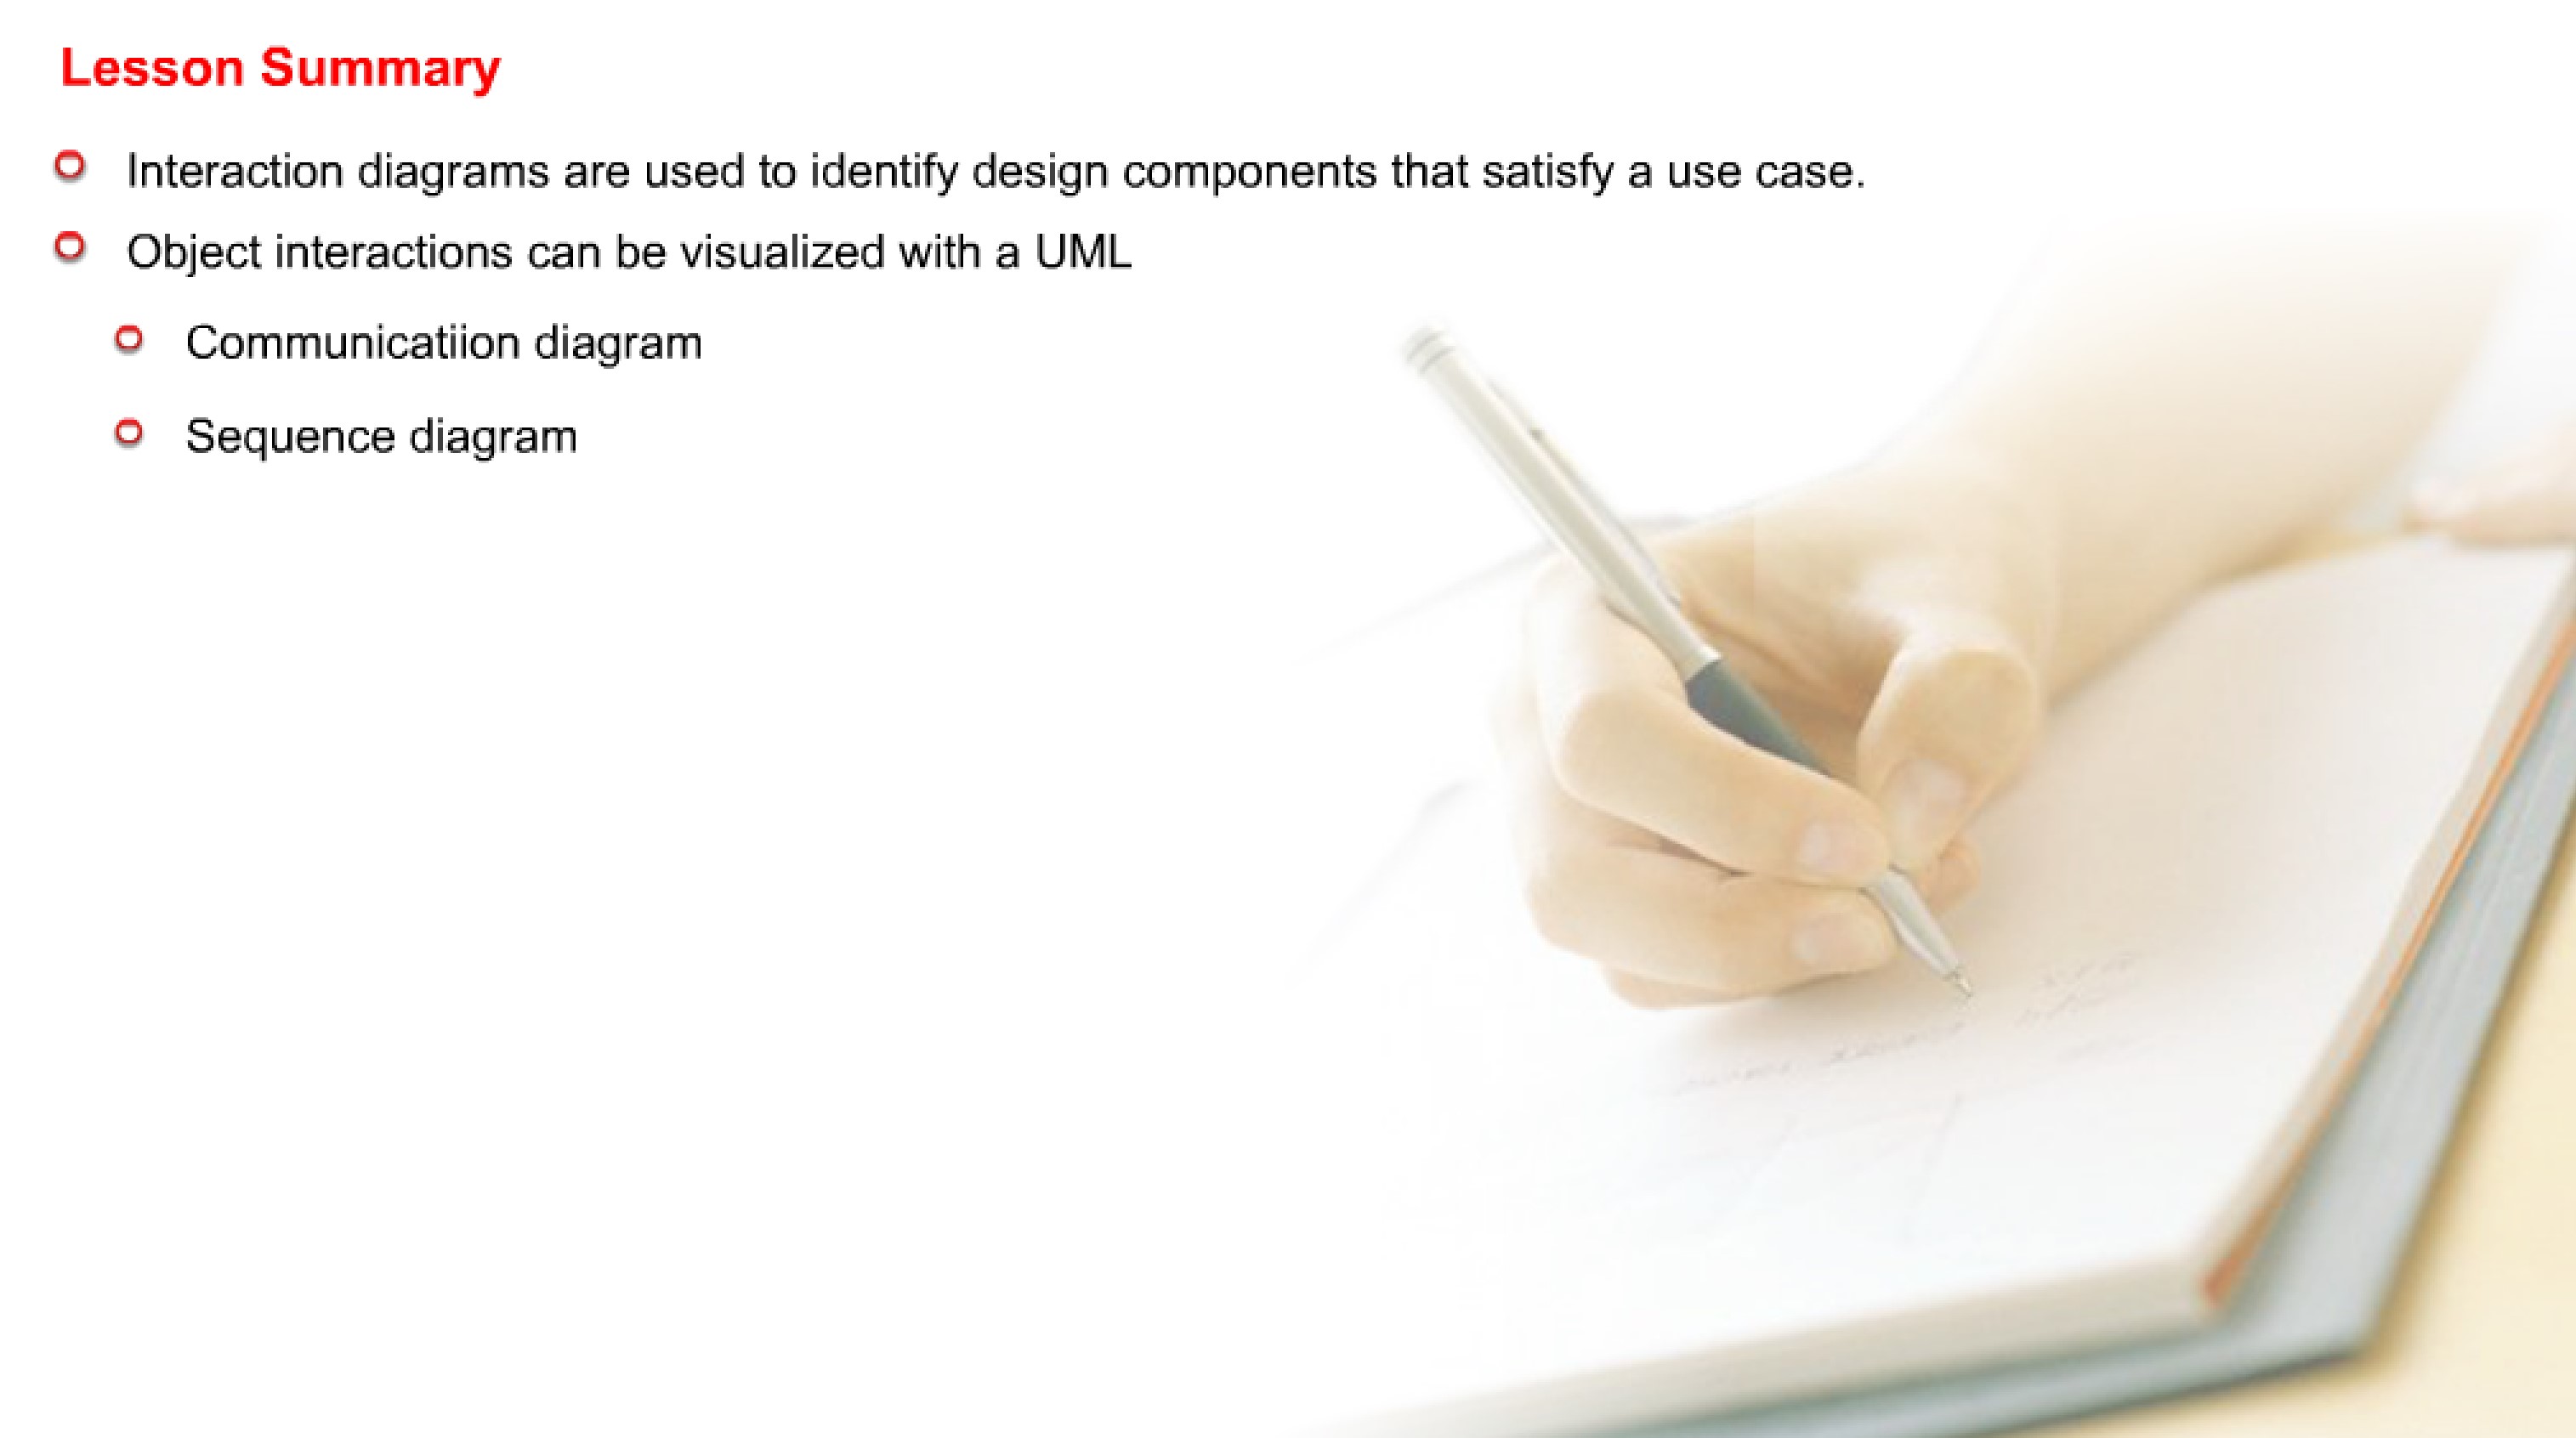 Lesson Summary
Interaction diagrams are used to identify design components that satisfy a use case.
Object interactions can be visualized with a UML
Communicatiion diagram
Sequence diagram